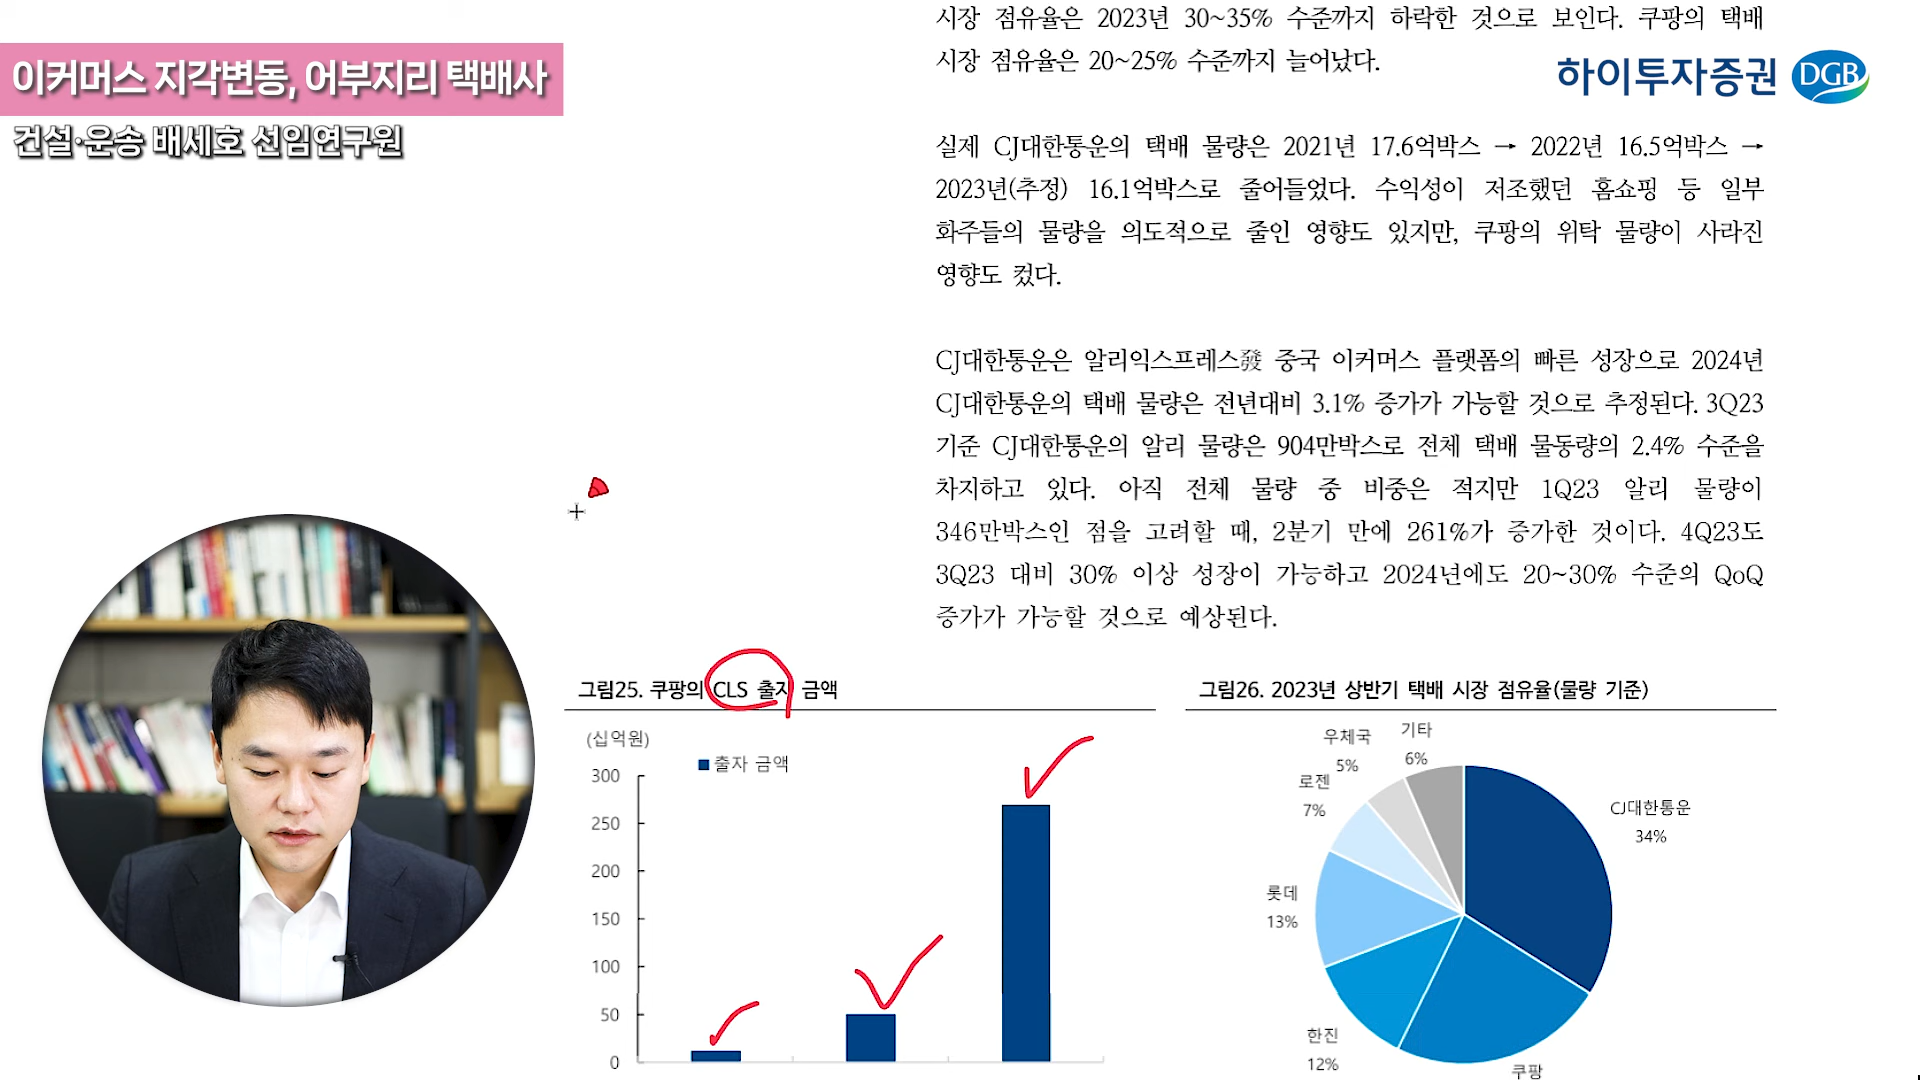 이커머스 지각변동, 어부지리 택배사
건설·운송 배세호 선임연구원
하이투자증권 DGB
시장 점유율은 2023년 30~35% 수준까지 하락한 것으로 보인다. 쿠팡의 택배
시장 점유율은 20~25% 수준까지 늘어났다.
실제 CJ대한통운의 택배 물량은 2021년 17.6억박스 → 2022년 16.5억박스 →
2023년(추정) 16.1억박스로 줄어들었다. 수익성이 저조했던 홈쇼핑 등 일부
화주들의 물량을 의도적으로 줄인 영향도 있지만, 쿠팡의 위탁 물량이 사라진
영향도 컸다.
CJ대한통운은 알리익스프레스發 중국 이커머스 플랫폼의 빠른 성장으로 2024년
CJ대한통운의 택배 물량은 전년대비 3.1% 증가가 가능할 것으로 추정된다. 3Q23
기준 CJ대한통운의 알리 물량은 904만박스로 전체 택배 물동량의 2.4% 수준을
차지하고 있다. 아직 전체 물량 중 비중은 적지만 1Q23 알리 물량이
346만박스인 점을 고려할 때, 2분기 만에 261%가 증가한 것이다. 4Q23도
3Q23 대비 30% 이상 성장이 가능하고 2024년에도 20~30% 수준의 QoQ
증가가 가능할 것으로 예상된다.
그림25. 쿠팡의 CLS 출자 금액
(십억원)
출자 금액
300
250
200
150
100
50
0
그림26. 2023년 상반기 택배 시장 점유율(물량 기준)
우체국
5%
기타
6%
로젠
7%
CJ대한통운
34%
롯데
13%
한진
12%
쿠팡